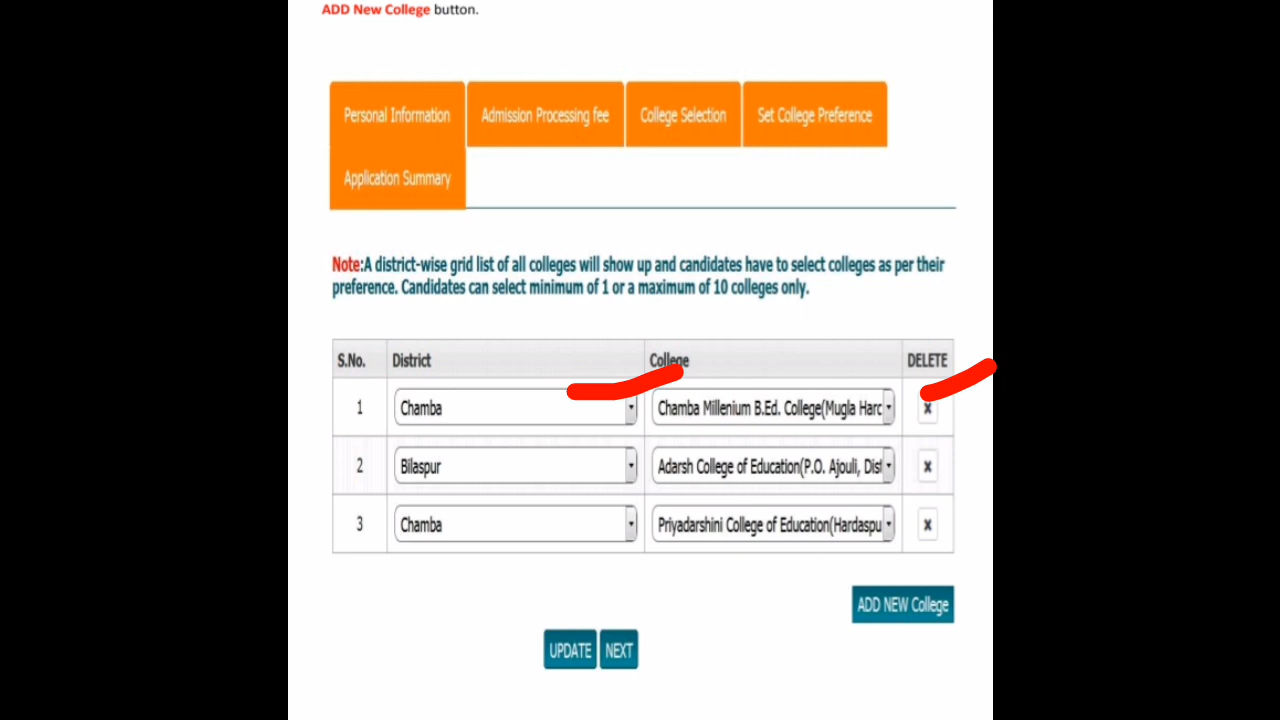 ADD New College button.
Personal Information Admission Processing fee College Selection Set College Preference
Application Summary
Note:A district-wise grid list of all colleges will show up and candidates have to select colleges as per their
preference. Candidates can select minimum of 1 or a maximum of 10 colleges only.
S.No. District College DELETE
1 Chamba Chamba Millenium B.Ed. College(Mugla Harc x
2 Bilaspur Adarsh College of Education(P.O. Ajouli, Dist x
3 Chamba Priyadarshini College of Education(Hardaspu x
ADD NEW College
UPDATE NEXT